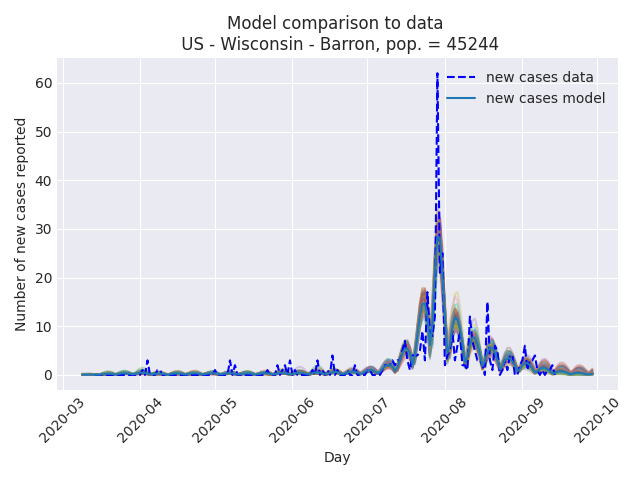 Model comparison to data
US - Wisconsin - Barron, pop. = 45244
new cases data
new cases model
Number of new cases reported
60
50
40
30
20
10
0
2020-03
2020-04
2020-05
2020-06
2020-07
2020-08
2020-09
2020-10
Day